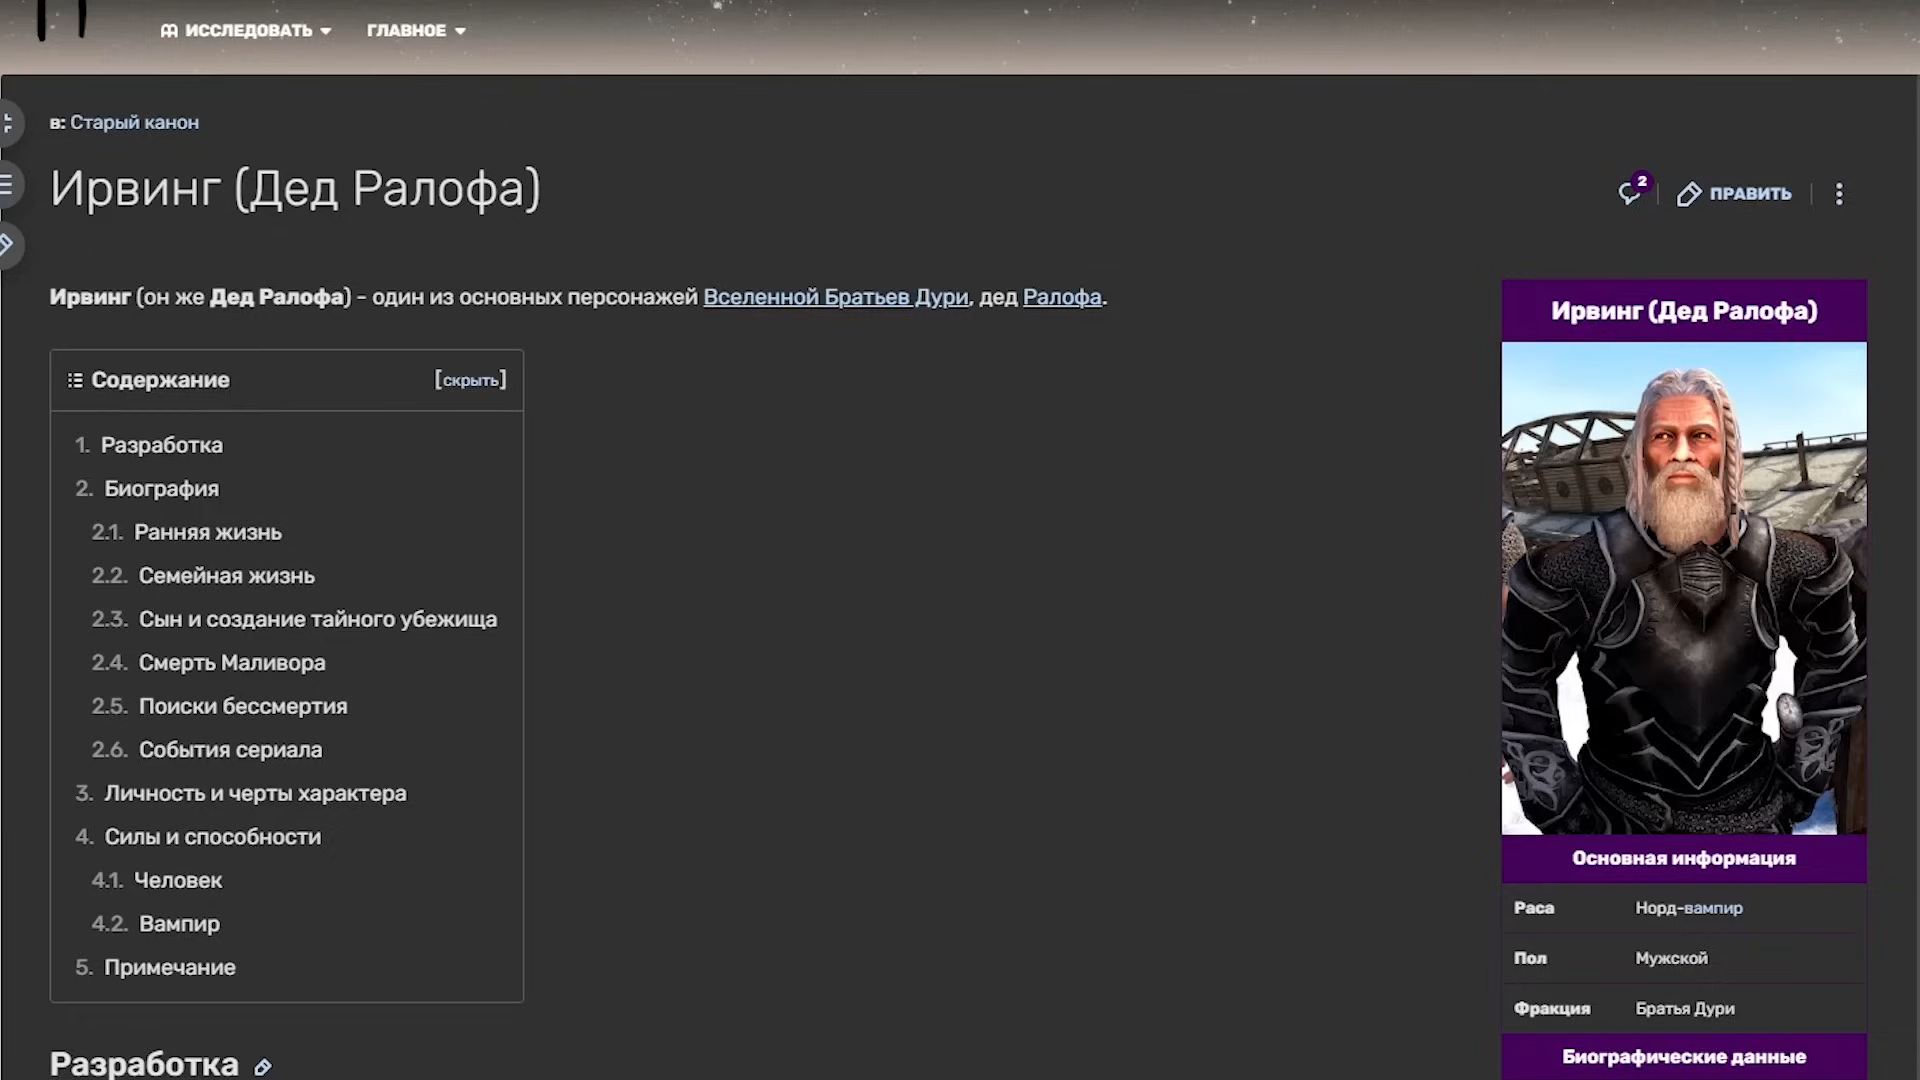 ИССЛЕДОВАТЬ ГЛАВНОЕ
в: Старый канон
Ирвинг (Дед Ралофа)
2
ПРАВИТЬ
Ирвинг (он же Дед Ралофа) - один из основных персонажей Вселенной Братьев Дури, дед Ралофа.
Содержание [скрыть]
1. Разработка
2. Биография
2.1. Ранняя жизнь
2.2. Семейная жизнь
2.3. Сын и создание тайного убежища
2.4. Смерть Маливора
2.5. Поиски бессмертия
2.6. События сериала
3. Личность и черты характера
4. Силы и способности
4.1. Человек
4.2. Вампир
5. Примечание
Разработка
Ирвинг (Дед Ралофа)
Основная информация
Раса Норд-вампир
Пол Мужской
Фракция Братья Дури
Биографические данные